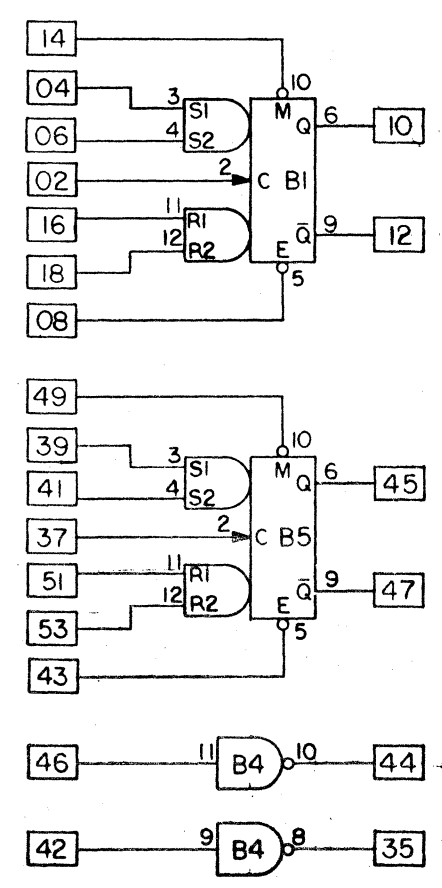 14
10
04
3 S1
M
Q 6 10
06
4 S2
02
2 C B1
16
11 R1
Q̅ 9 12
18
12 R2
E
5
08
49
10
39
3 S1
M
Q 6 45
41
4 S2
37
2 C B5
51
11 R1
Q̅ 9 47
53
12 R2
E
5
43
46 11 B4 10 44
42 9 B4 8 35